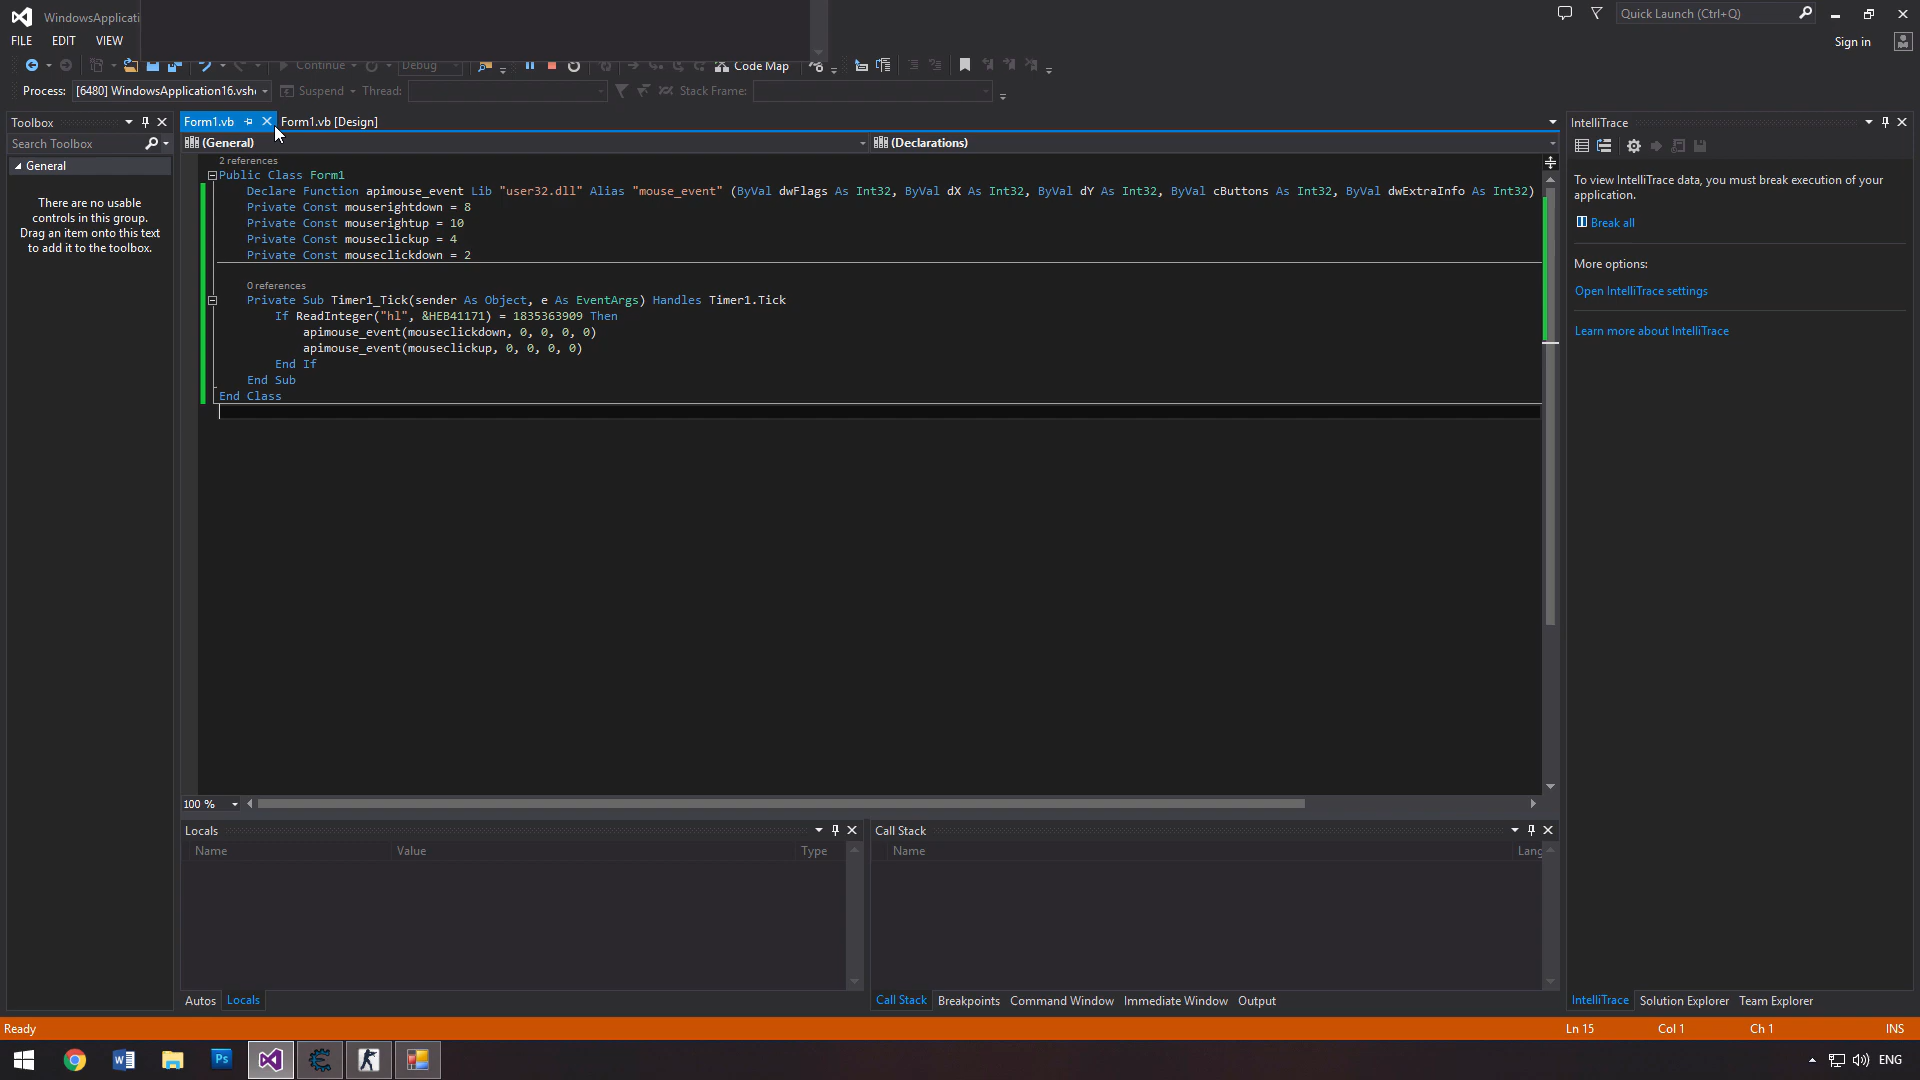 WindowsApplicati
Quick Launch (Ctrl+Q)
FILE EDIT VIEW
Sign in
Continue Debug Code Map
Process: [6480] WindowsApplication16.vsh Suspend Thread: Stack Frame:
Toolbox
Search Toolbox
General
There are no usable
controls in this group.
Drag an item onto this text
to add it to the toolbox.
Form1.vb Form1.vb [Design]
(General) (Declarations)
2 references
Public Class Form1
Declare Function apimouse_event Lib "user32.dll" Alias "mouse_event" (ByVal dwFlags As Int32, ByVal dX As Int32, ByVal dY As Int32, ByVal cButtons As Int32, ByVal dwExtraInfo As Int32)
Private Const mouserightdown = 8
Private Const mouserightup = 10
Private Const mouseclickup = 4
Private Const mouseclickdown = 2
0 references
Private Sub Timer1_Tick(sender As Object, e As EventArgs) Handles Timer1.Tick
If ReadInteger("hl", &HEB41171) = 1835363909 Then
apimouse_event(mouseclickdown, 0, 0, 0, 0)
apimouse_event(mouseclickup, 0, 0, 0, 0)
End If
End Sub
End Class
100 %
IntelliTrace
To view IntelliTrace data, you must break execution of your
application.
Break all
More options:
Open IntelliTrace settings
Learn more about IntelliTrace
Locals
Name Value Type
Autos Locals
Call Stack
Name Lang
Call Stack Breakpoints Command Window Immediate Window Output
IntelliTrace Solution Explorer Team Explorer
Ready Ln 15 Col 1 Ch 1 INS
Ps
ENG